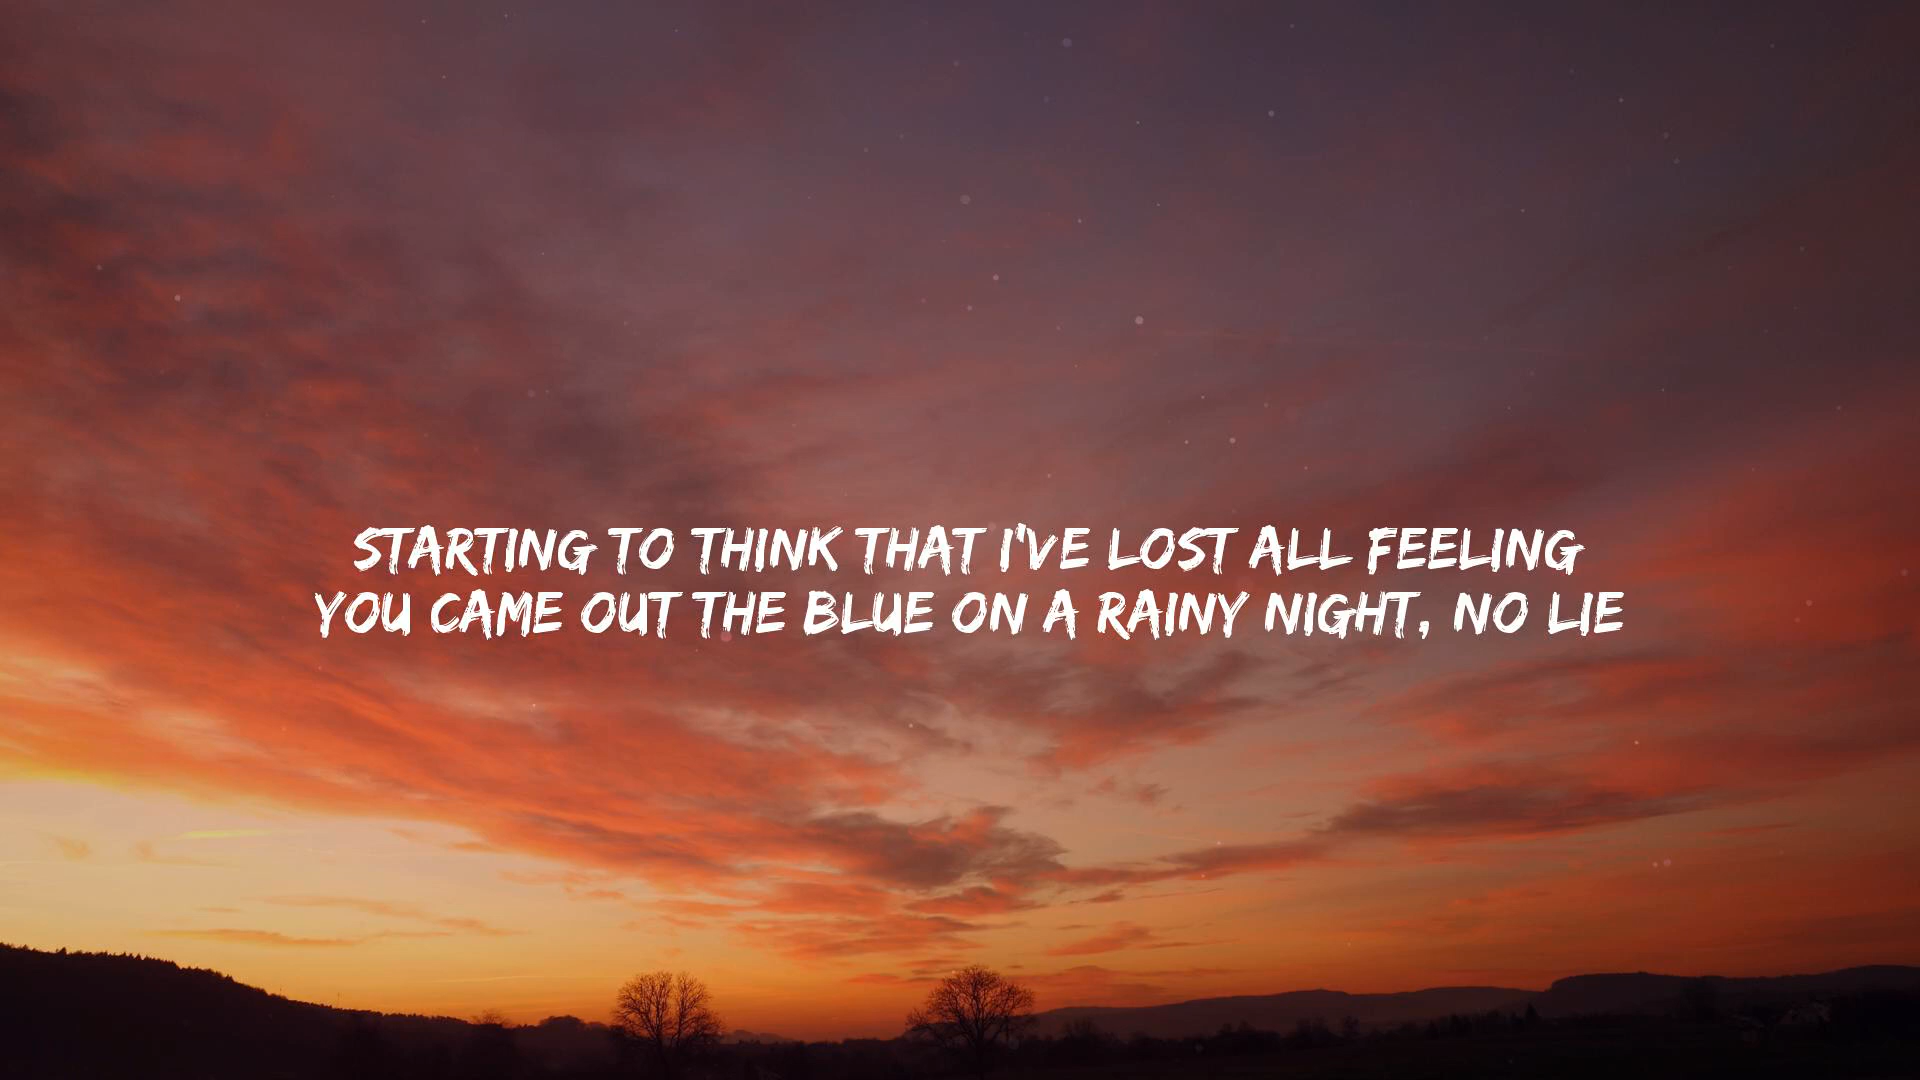 STARTING TO THINK THAT I'VE LOST ALL FEELING
YOU CAME OUT THE BLUE ON A RAINY NIGHT, NO LIE